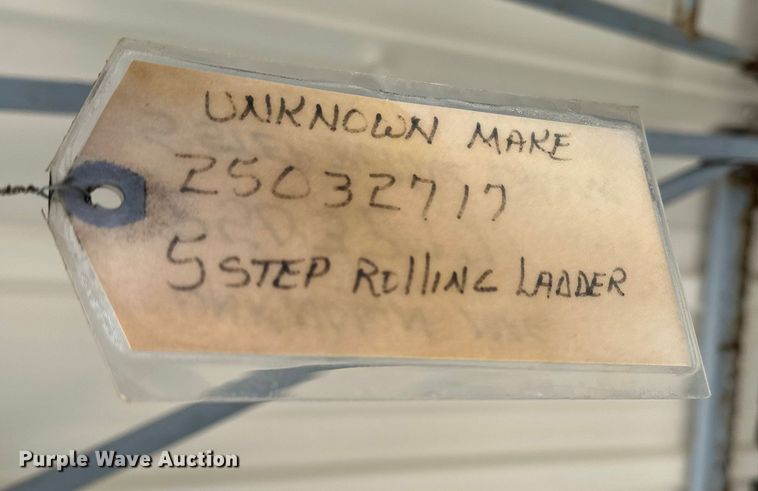 UNKNOWN MAKE
25032717
5 STEP ROllING LADDER
Purple Wave Auction